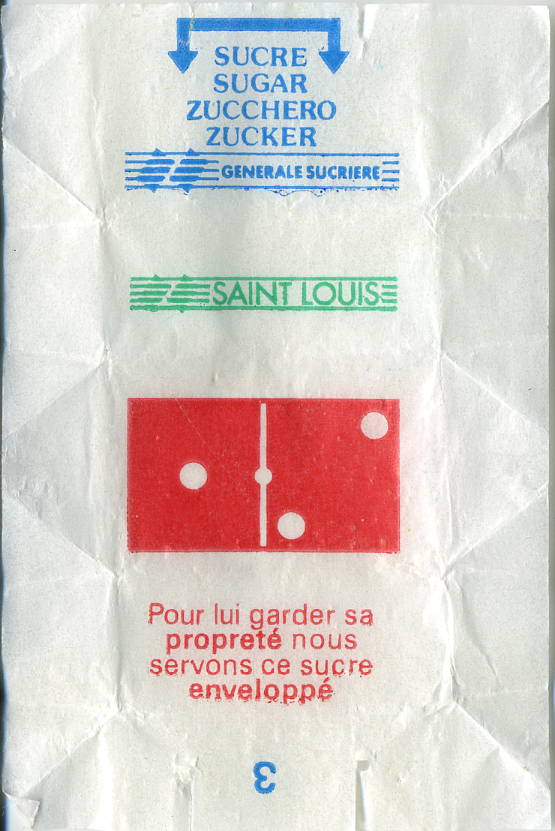 SUCRE
SUGAR
ZUCCHERO
ZUCKER
GENERALE SUCRIERE
SAINT LOUIS
Pour lui garder sa
propreté nous
servons ce sucre
enveloppé
3